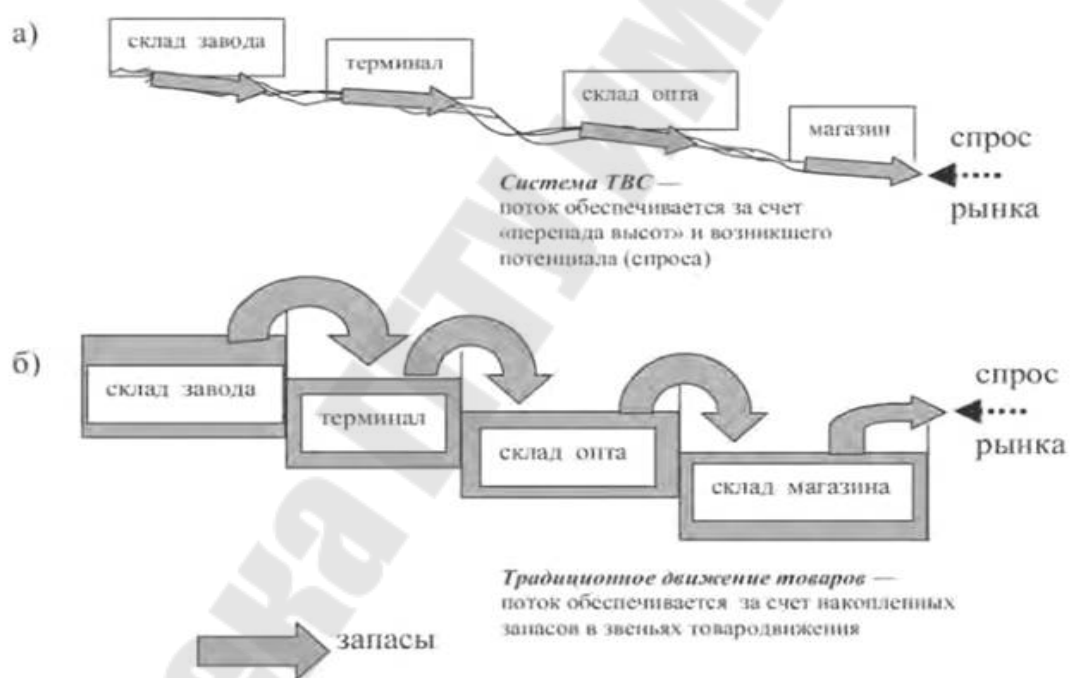 а)
склад завода
терминал
склад опта
магазин
спрос
рынка
Система ТВС —
поток обеспечивается за счет
«перепада высот» и возникшего
потенциала (спроса)
б)
склад завода
терминал
склад опта
склад магазина
спрос
рынка
Традиционное движение товаров —
поток обеспечивается за счет накопленных
запасов в звеньях товародвижения
запасы